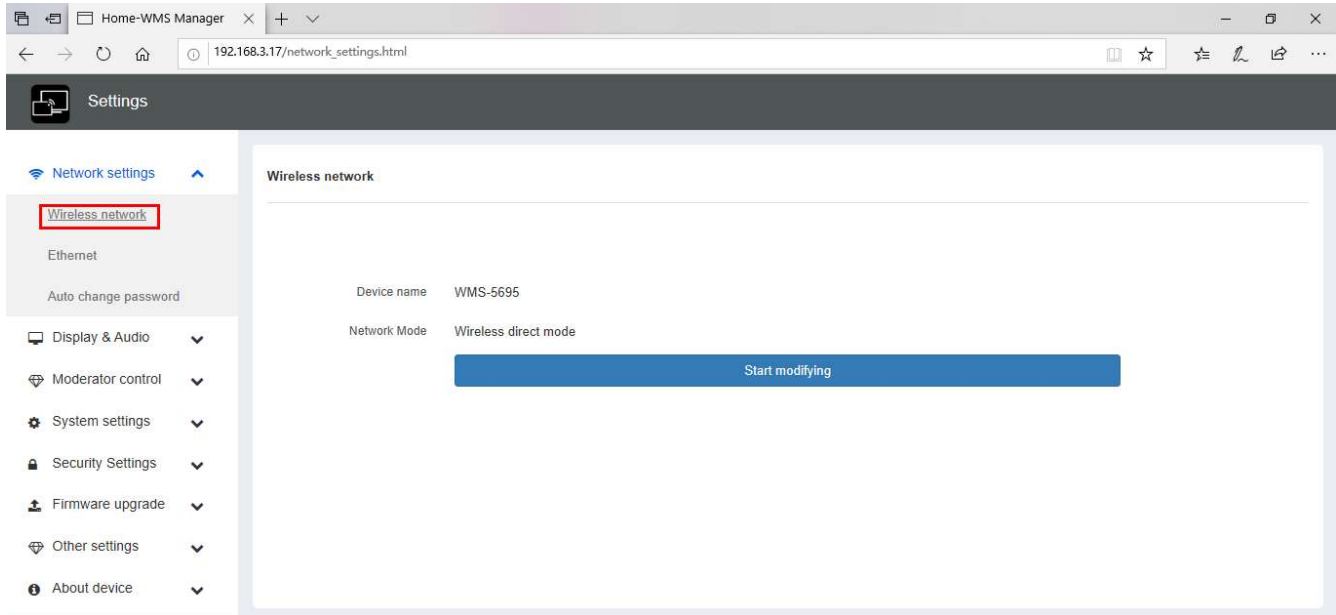 Home-WMS Manager
192.168.3.17/network_settings.html
Settings
Network settings
Wireless network
Ethernet
Auto change password
Display & Audio
Moderator control
System settings
Security Settings
Firmware upgrade
Other settings
About device
Wireless network
Device name WMS-5695
Network Mode Wireless direct mode
Start modifying